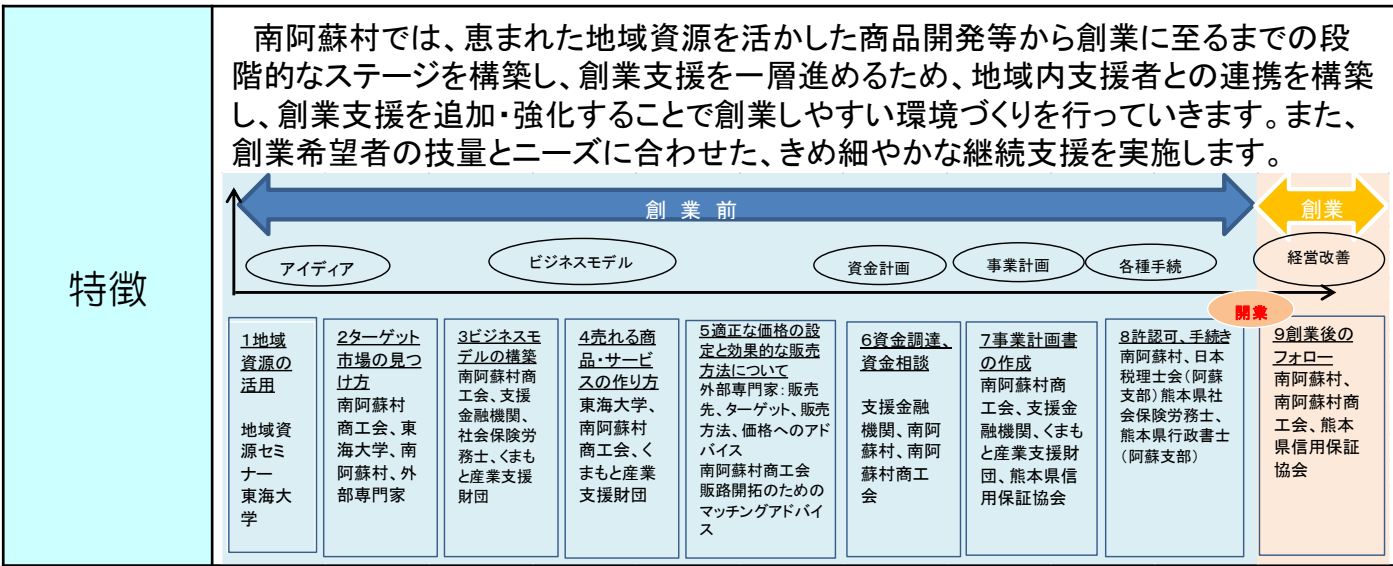 特徴
南阿蘇村では、恵まれた地域資源を活かした商品開発等から創業に至るまでの段
階的なステージを構築し、創業支援を一層進めるため、地域内支援者との連携を構築
し、創業支援を追加・強化することで創業しやすい環境づくりを行っていきます。また、
創業希望者の技量とニーズに合わせた、きめ細やかな継続支援を実施します。
創 業 前
創業
アイディア
ビジネスモデル
資金計画
事業計画
各種手続
経営改善
開業
1地域
資源の
活用
地域資
源セミ
ナー
東海大
学
2ターゲット
市場の見つ
け方
南阿蘇村
商工会、東
海大学、南
阿蘇村、外
部専門家
3ビジネスモ
デルの構築
南阿蘇村商
工会、支援
金融機関、
社会保険労
務士、くまも
と産業支援
財団
4売れる商
品・サービ
スの作り方
東海大学、
南阿蘇村
商工会、く
まもと産業
支援財団
5適正な価格の設
定と効果的な販売
方法について
外部専門家:販売
先、ターゲット、販売
方法、価格へのアド
バイス
南阿蘇村商工会
販路開拓のための
マッチングアドバイ
ス
6資金調達、
資金相談
支援金融
機関、南阿
蘇村、南阿
蘇村商工
会
7事業計画書
の作成
南阿蘇村商
工会、支援金
融機関、くまも
と産業支援財
団、熊本県信
用保証協会
8許認可、手続き
南阿蘇村、日本
税理士会(阿蘇
支部)熊本県社
会保険労務士、
熊本県行政書士
(阿蘇支部)
9創業後の
フォロー
南阿蘇村、
南阿蘇村商
工会、熊本
県信用保証
協会